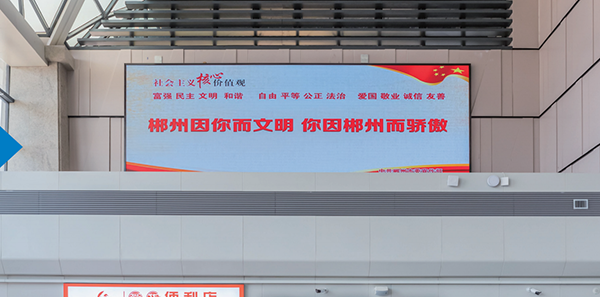 社会主义核心价值观
富强 民主 文明 和谐 自由 平等 公正 法治 爱国 敬业 诚信 友善
郴州因你而文明 你因郴州而骄傲
便利店